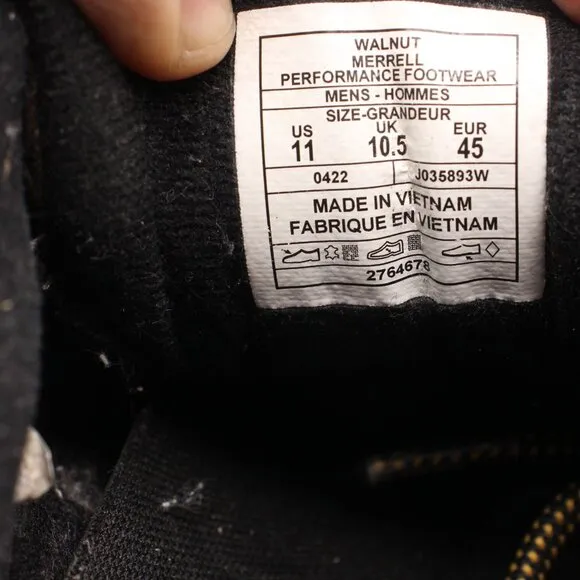 WALNUT
MERRELL
PERFORMANCE FOOTWEAR
MENS - HOMMES
SIZE-GRANDEUR
US UK EUR
11 10.5 45
0422 J035893W
MADE IN VIETNAM
FABRIQUE EN VIETNAM
2764678